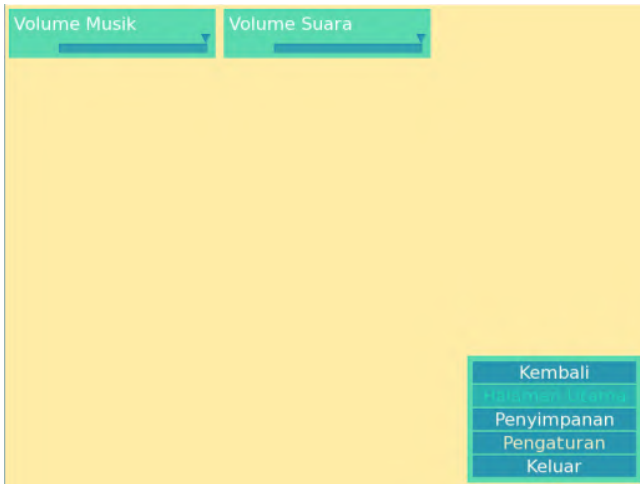 Volume Musik
Volume Suara
Kembali
Halaman Utama
Penyimpanan
Pengaturan
Keluar